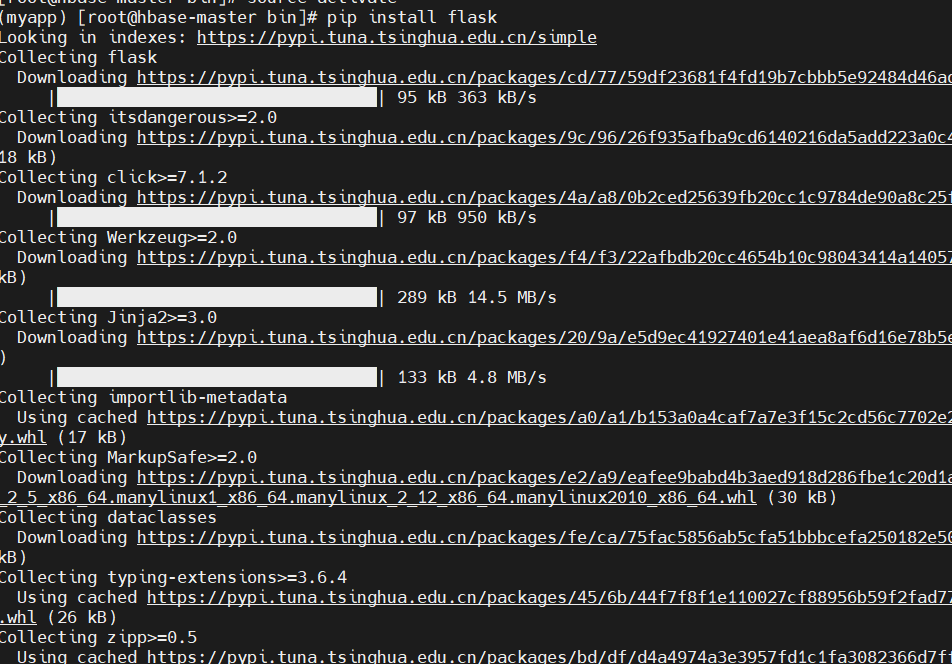 [root@hbase-master bin]# source activate
(myapp) [root@hbase-master bin]# pip install flask
Looking in indexes: https://pypi.tuna.tsinghua.edu.cn/simple
Collecting flask
Downloading https://pypi.tuna.tsinghua.edu.cn/packages/cd/77/59df23681f4fd19b7cbbb5e92484d46ad
| | 95 kB 363 kB/s
Collecting itsdangerous>=2.0
Downloading https://pypi.tuna.tsinghua.edu.cn/packages/9c/96/26f935afba9cd6140216da5add223a0c4
18 kB)
Collecting click>=7.1.2
Downloading https://pypi.tuna.tsinghua.edu.cn/packages/4a/a8/0b2ced25639fb20cc1c9784de90a8c25f
| | 97 kB 950 kB/s
Collecting Werkzeug>=2.0
Downloading https://pypi.tuna.tsinghua.edu.cn/packages/f4/f3/22afbdb20cc4654b10c98043414a14057
kB)
| | 289 kB 14.5 MB/s
Collecting Jinja2>=3.0
Downloading https://pypi.tuna.tsinghua.edu.cn/packages/20/9a/e5d9ec41927401e41aea8af6d16e78b5e
)
| | 133 kB 4.8 MB/s
Collecting importlib-metadata
Using cached https://pypi.tuna.tsinghua.edu.cn/packages/a0/a1/b153a0a4caf7a7e3f15c2cd56c7702e2
y.whl (17 kB)
Collecting MarkupSafe>=2.0
Downloading https://pypi.tuna.tsinghua.edu.cn/packages/e2/a9/eafee9babd4b3aed918d286fbe1c20d1a
_2_5_x86_64.manylinux1_x86_64.manylinux_2_12_x86_64.manylinux2010_x86_64.whl (30 kB)
Collecting dataclasses
Downloading https://pypi.tuna.tsinghua.edu.cn/packages/fe/ca/75fac5856ab5cfa51bbbcefa250182e50
kB)
Collecting typing-extensions>=3.6.4
Using cached https://pypi.tuna.tsinghua.edu.cn/packages/45/6b/44f7f8f1e110027cf88956b59f2fad77
.whl (26 kB)
Collecting zipp>=0.5
Using cached https://pypi.tuna.tsinghua.edu.cn/packages/bd/df/d4a4974a3e3957fd1c1fa3082366d7ff